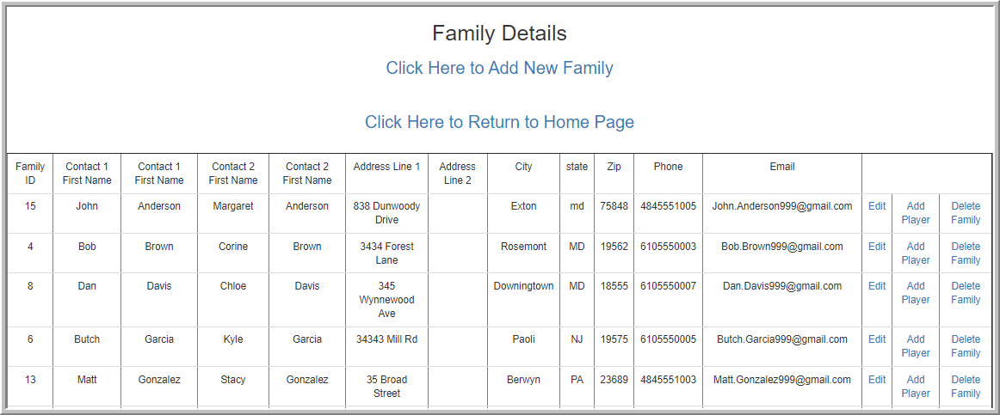 Family Details
Click Here to Add New Family
Click Here to Return to Home Page
Family ID Contact 1 First Name Contact 1 First Name Contact 2 First Name Contact 2 First Name Address Line 1 Address Line 2 City state Zip Phone Email
15 John Anderson Margaret Anderson 838 Dunwoody Drive Exton md 75848 4845551005 John.Anderson999@gmail.com Edit Add Player Delete Family
4 Bob Brown Corine Brown 3434 Forest Lane Rosemont MD 19562 6105550003 Bob.Brown999@gmail.com Edit Add Player Delete Family
8 Dan Davis Chloe Davis 345 Wynnewood Ave Downingtown MD 18555 6105550007 Dan.Davis999@gmail.com Edit Add Player Delete Family
6 Butch Garcia Kyle Garcia 34343 Mill Rd Paoli NJ 19575 6105550005 Butch.Garcia999@gmail.com Edit Add Player Delete Family
13 Matt Gonzalez Stacy Gonzalez 35 Broad Street Berwyn PA 23689 4845551003 Matt.Gonzalez999@gmail.com Edit Add Player Delete Family